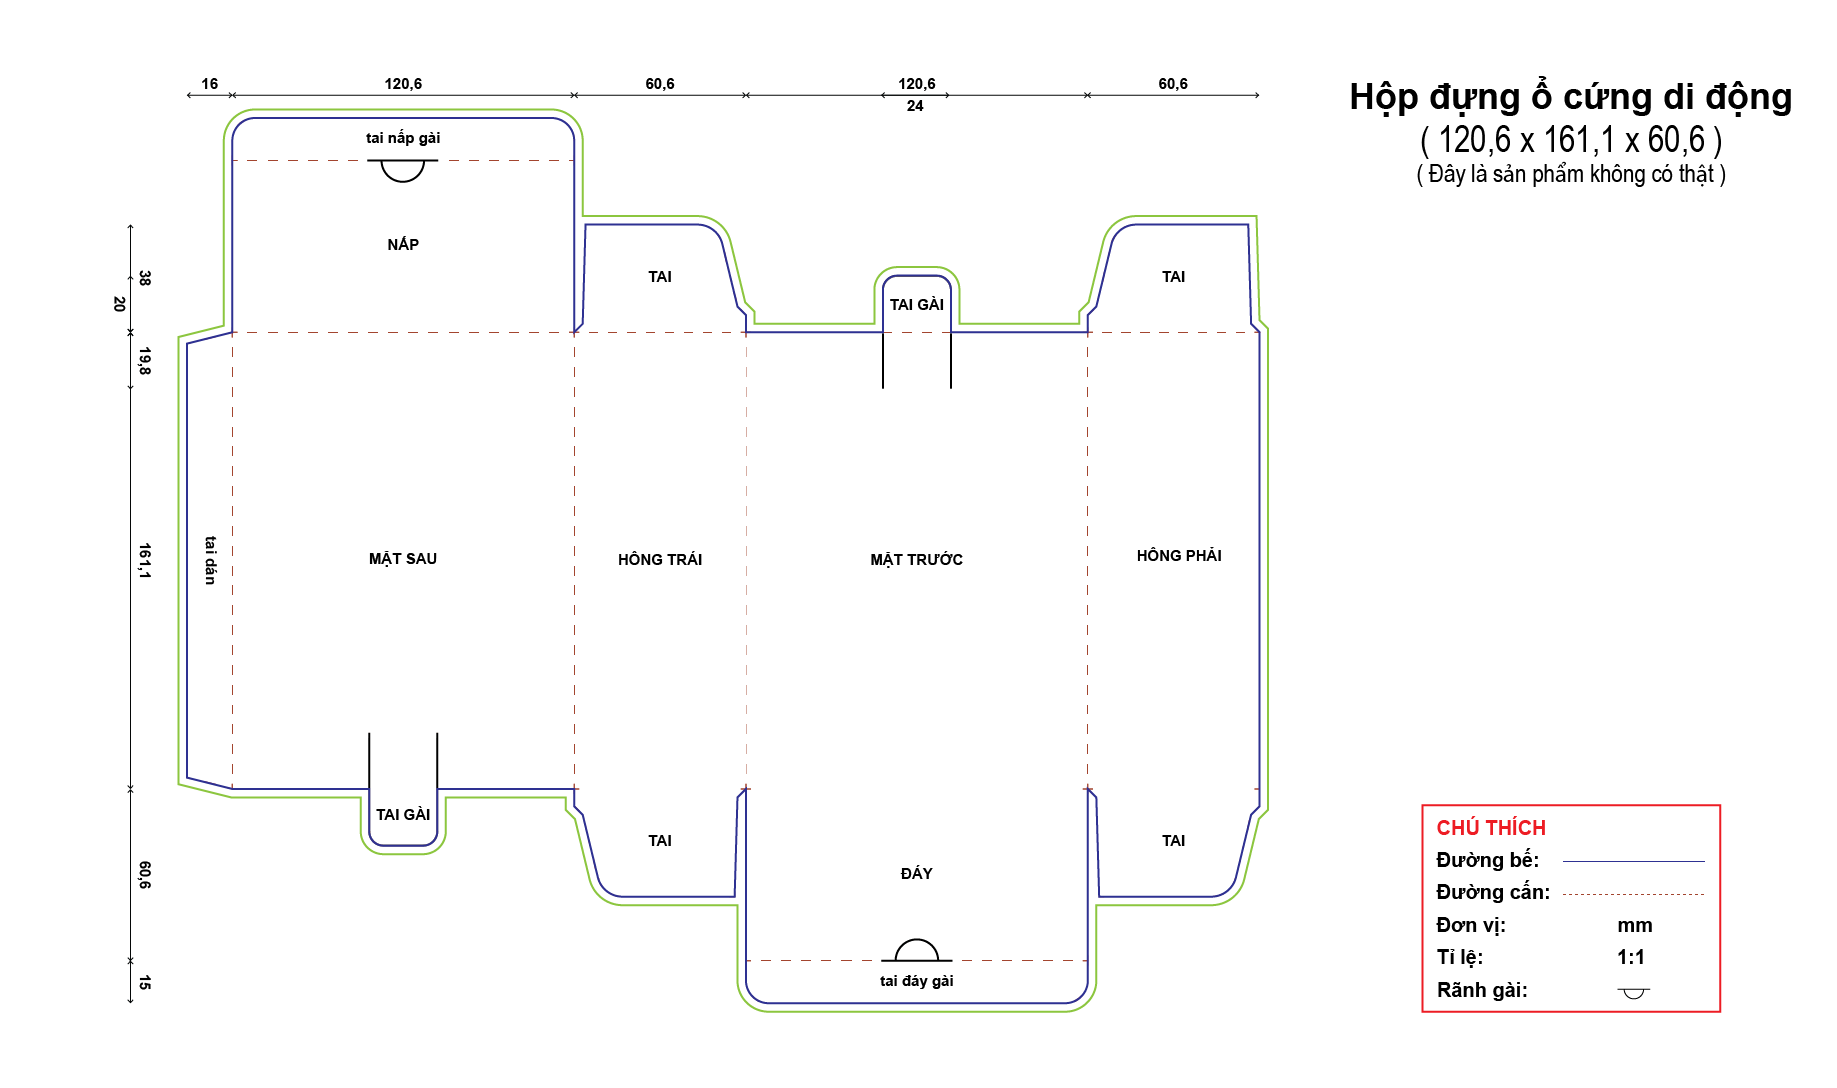 16
120,6
60,6
120,6
60,6
24
Hộp đựng ổ cứng di động
( 120,6 x 161,1 x 60,6 )
( Đây là sản phẩm không có thật )
tai nắp gài
NẮP
TAI
TAI GÀI
TAI
38
20
19,8
161,1
60,6
15
tai dán
MẶT SAU
HÔNG TRÁI
MẶT TRƯỚC
HÔNG PHẢI
TAI GÀI
TAI
ĐÁY
TAI
tai đáy gài
CHÚ THÍCH
Đường bế:
Đường cấn:
Đơn vị: mm
Tỉ lệ: 1:1
Rãnh gài: